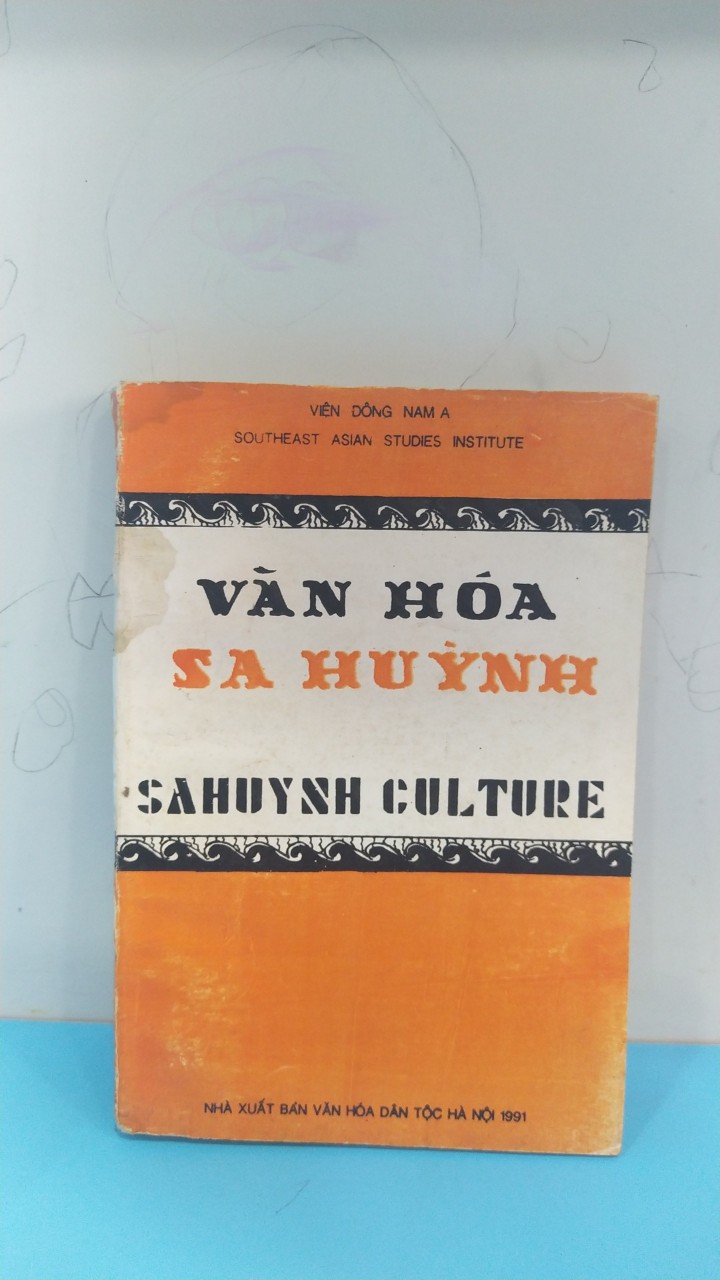 VIÊN ĐÔNG NAM A
SOUTHEAST ASIAN STUDIES INSTITUTE
VĂN HÓA
SA HUỲNH
SAHUYNH CULTURE
NHÀ XUẤT BẢN VĂN HÓA DÂN TỘC HÀ NỘI 1991